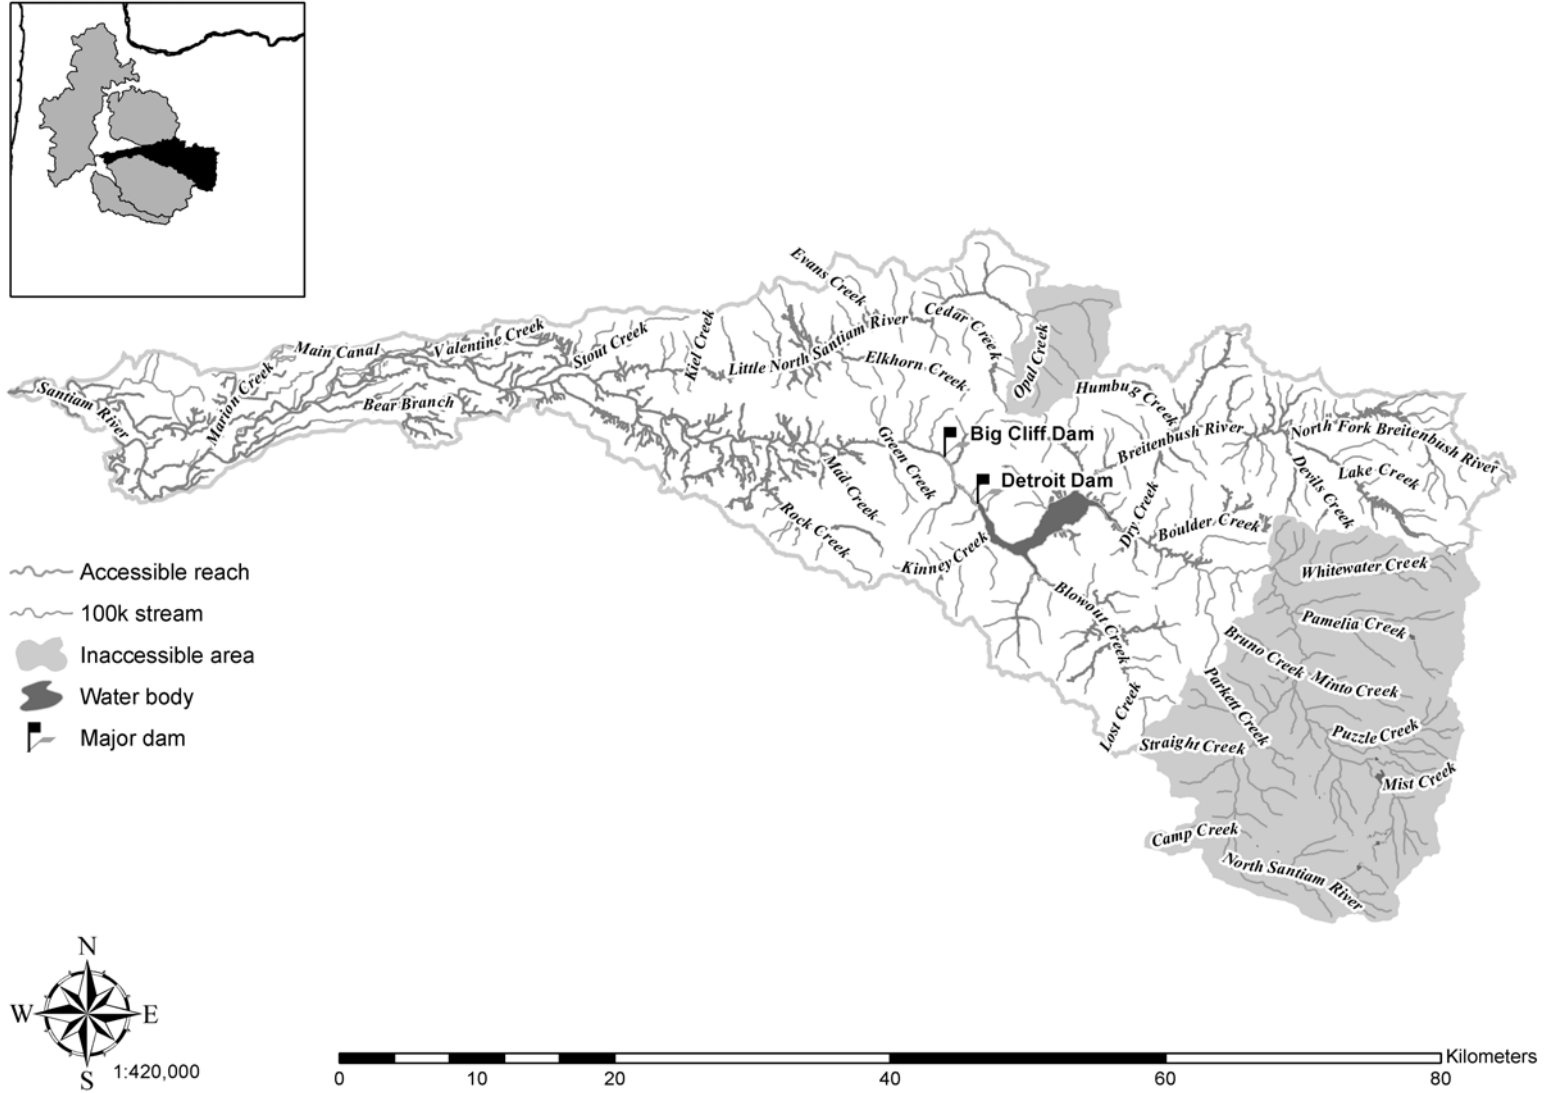 Evans Creek
Cedar Creek
Opal Creek
Valentine Creek
Stout Creek
Kiel Creek
Little North Santiam River
Elkhorn Creek
Main Canal
Marion Creek
Santiam River
Bear Branch
Humbug Creek
Breitenbush River
North Fork Breitenbush River
Green Creek
Big Cliff Dam
Detroit Dam
Mad Creek
Rock Creek
Devils Creek
Lake Creek
Dry Creek
Boulder Creek
Kinney Creek
Whitewater Creek
Blowout Creek
Pamelia Creek
Bruno Creek
Minto Creek
Parkett Creek
Lost Creek
Straight Creek
Puzzle Creek
Mist Creek
Camp Creek
North Santiam River
Accessible reach
100k stream
Inaccessible area
Water body
Major dam
N
W E
S
1:420,000
Kilometers
0 10 20 40 60 80